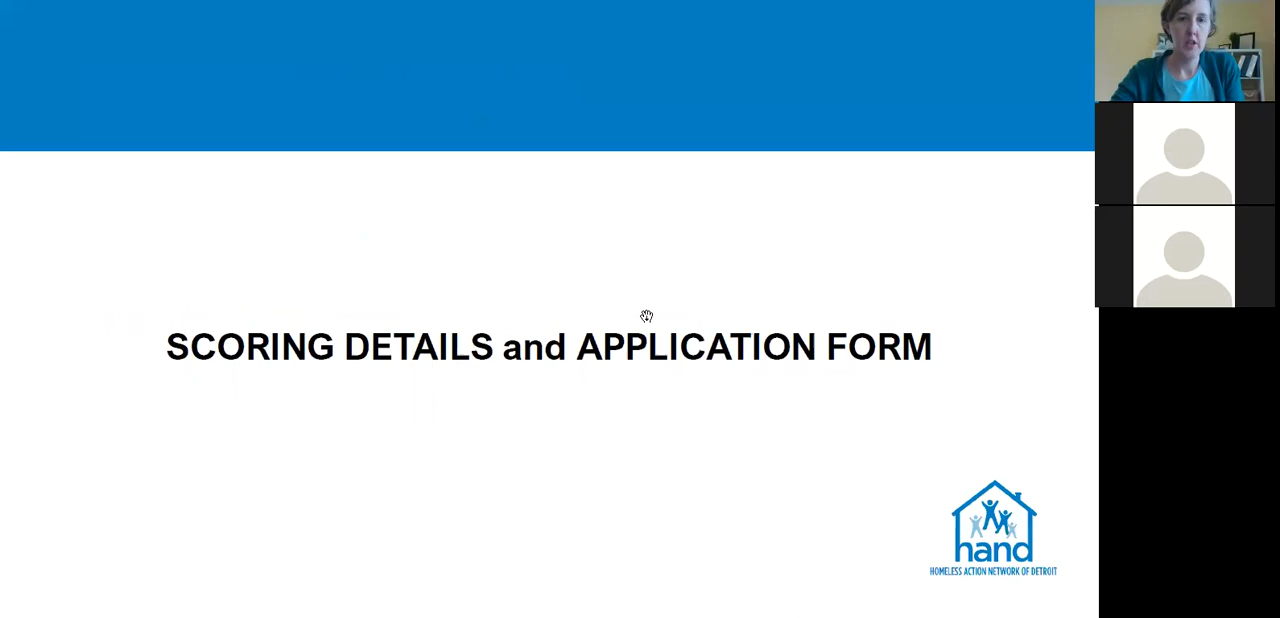 SCORING DETAILS and APPLICATION FORM
hand
HOMELESS ACTION NETWORK OF DETROIT